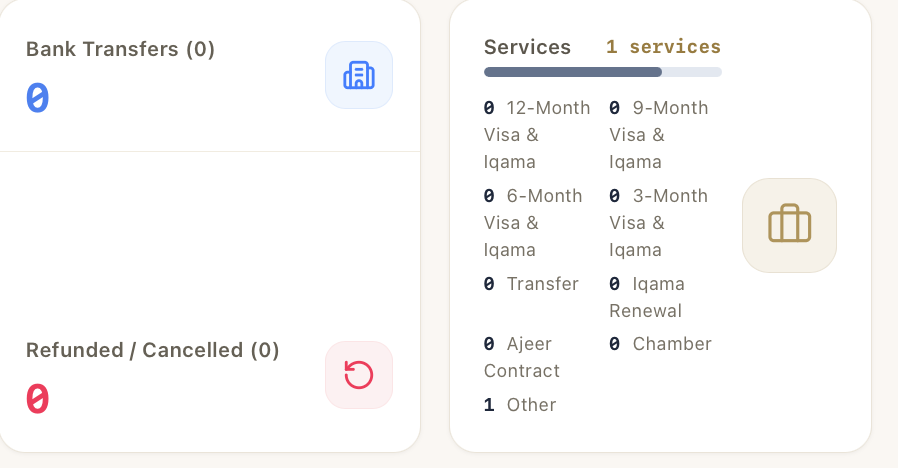 Bank Transfers (0)
0
Refunded / Cancelled (0)
0
Services 1 services
0 12-Month Visa & Iqama
0 9-Month Visa & Iqama
0 6-Month Visa & Iqama
0 3-Month Visa & Iqama
0 Transfer
0 Iqama Renewal
0 Ajeer Contract
0 Chamber
1 Other